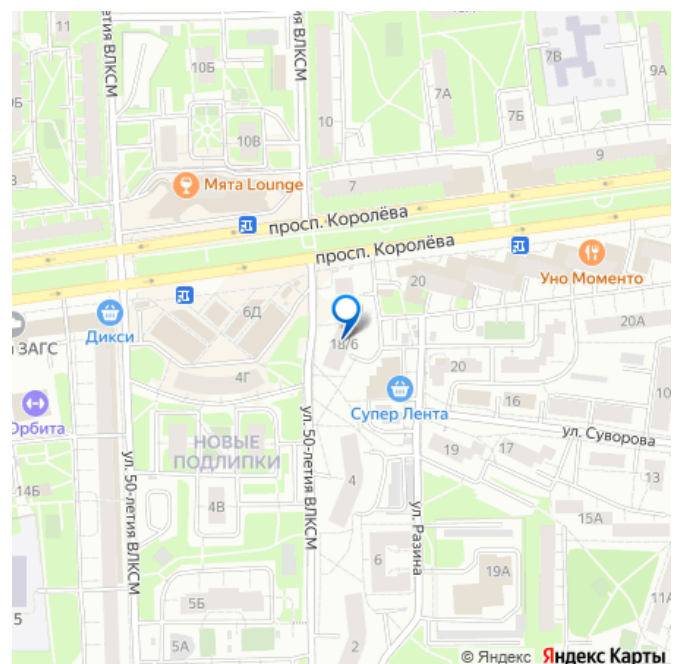 11
ул. 50-летия ВЛКСМ
10Б
10В
10
7А
7Б
7В
9А
9
7
Мята Lounge
просп. Королёва
просп. Королёва
Уно Моменто
20
20А
Дикси
ЗАГС
6Д
18/6
4Г
Супер Лента
20
16
ул. Суворова
Орбита
НОВЫЕ
ПОДЛИПКИ
ул. 50-летия ВЛКСМ
ул. 50-летия ВЛКСМ
19
17
13
14Б
4В
4
ул. Разина
15А
6
19А
5Б
5
5А
2
© Яндекс Яндекс Карты